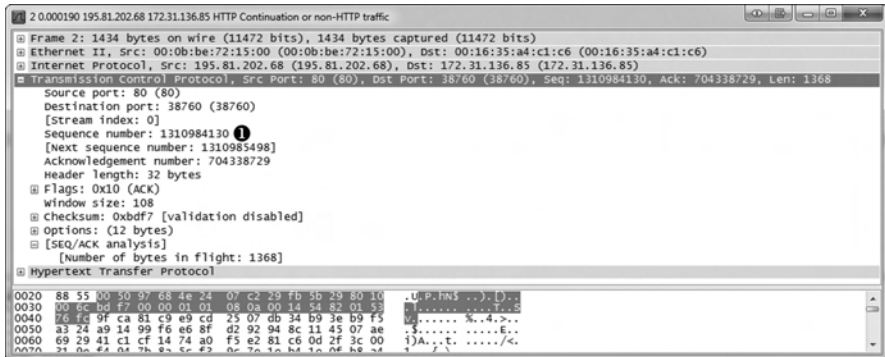 2 0.000190 195.81.202.68 172.31.136.85 HTTP Continuation or non-HTTP traffic
Frame 2: 1434 bytes on wire (11472 bits), 1434 bytes captured (11472 bits)
Ethernet II, Src: 00:0b:be:72:15:00 (00:0b:be:72:15:00), Dst: 00:16:35:a4:c1:c6 (00:16:35:a4:c1:c6)
Internet Protocol, Src: 195.81.202.68 (195.81.202.68), Dst: 172.31.136.85 (172.31.136.85)
Transmission Control Protocol, Src Port: 80 (80), Dst Port: 38760 (38760), Seq: 1310984130, Ack: 704338729, Len: 1368
Source port: 80 (80)
Destination port: 38760 (38760)
[Stream index: 0]
Sequence number: 1310984130 ❶
[Next sequence number: 1310985498]
Acknowledgement number: 704338729
Header length: 32 bytes
Flags: 0x10 (ACK)
Window size: 108
Checksum: 0xbdf7 [validation disabled]
Options: (12 bytes)
[SEQ/ACK analysis]
[Number of bytes in flight: 1368]
Hypertext Transfer Protocol
0020 88 55 00 50 97 68 4e 24 07 c2 29 fb 5b 29 80 10 .U.P.hN$ ..).[)..
0030 00 6c bd f7 00 00 01 01 08 0a 00 14 54 82 01 53 .l...... ....T..S
0040 76 fc 9f ca 81 c9 e9 cd 25 07 db 34 b9 3e b9 f5 v....... %..4.>..
0050 a3 24 a9 14 99 f6 e6 8f d2 92 94 8c 11 45 07 ae .$...... .....E..
0060 69 29 41 c1 cf 14 74 a0 f5 e2 81 c6 0d 2f 3c 00 i)A...t. ...../<.
0070